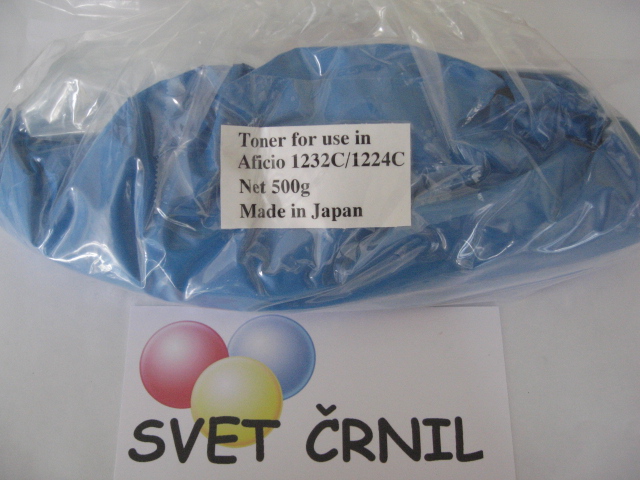 Toner for use in
Aficio 1232C/1224C
Net 500g
Made in Japan
SVET ČRNIL